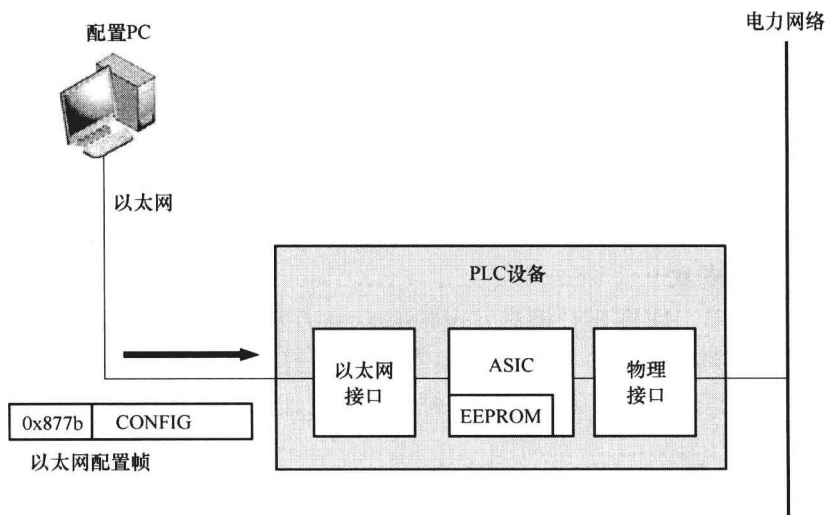 电力网络
配置PC
以太网
PLC设备
以太网
接口
ASIC
EEPROM
物理
接口
0x877b CONFIG
以太网配置帧